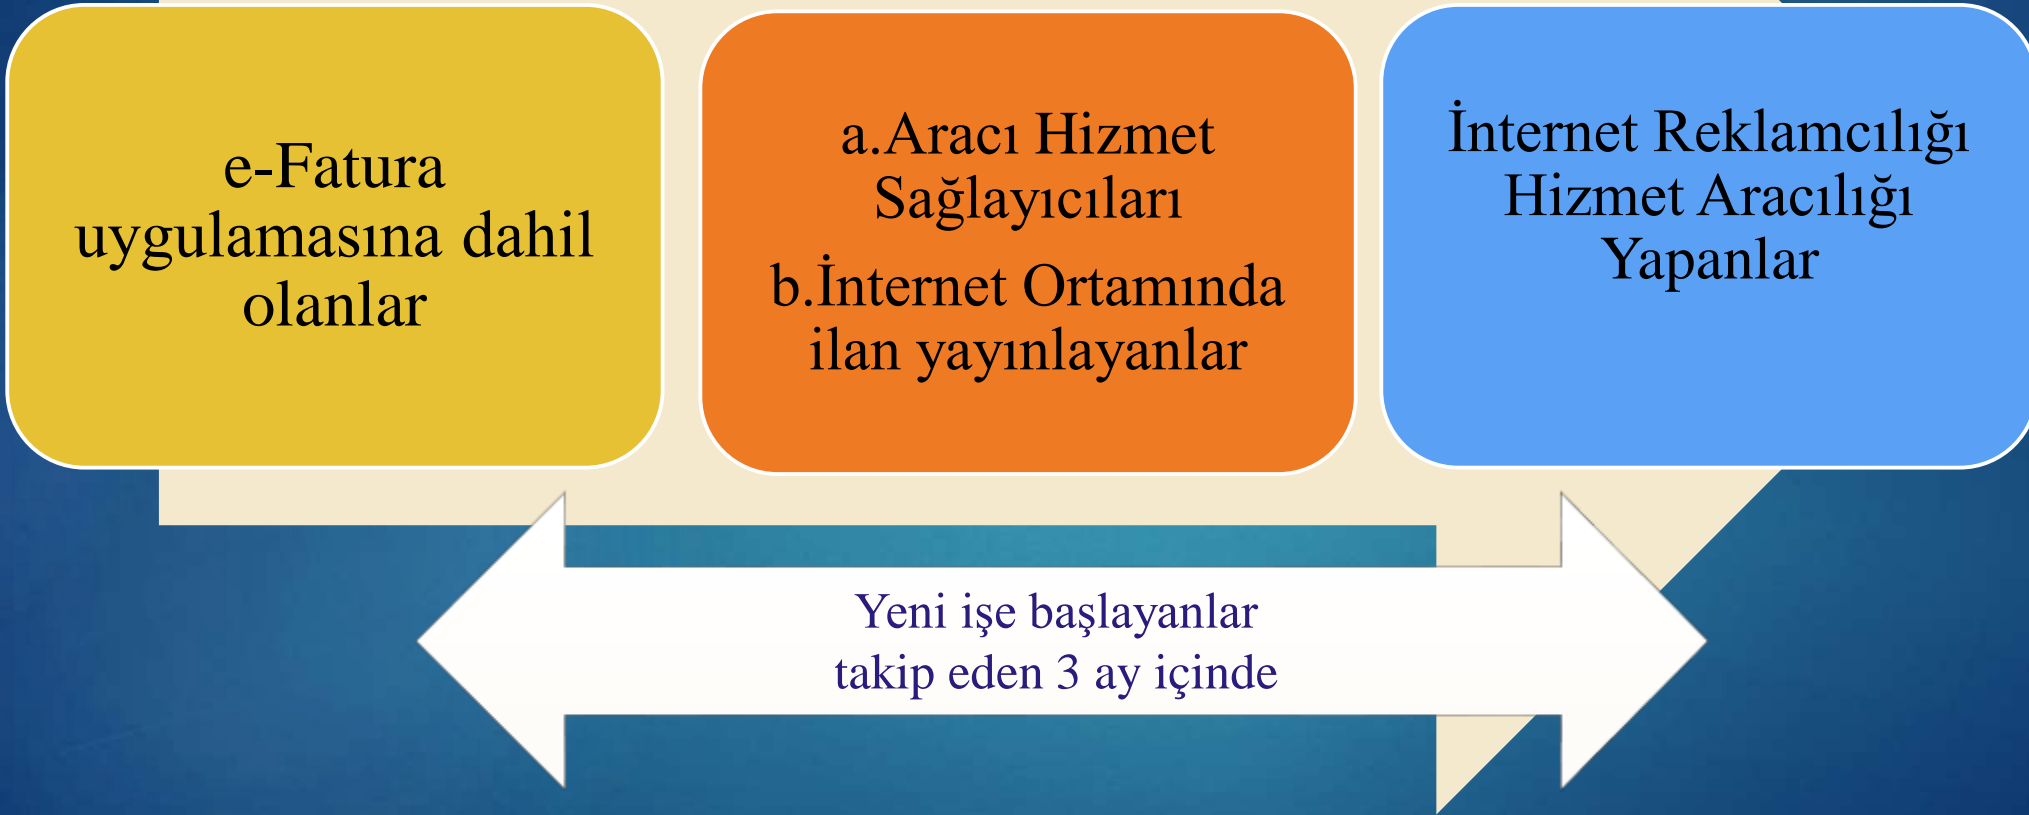 e-Fatura
uygulamasına dahil
olanlar
a.Aracı Hizmet
Sağlayıcıları
b.İnternet Ortamında
ilan yayınlayanlar
İnternet Reklamcılığı
Hizmet Aracılığı
Yapanlar
Yeni işe başlayanlar
takip eden 3 ay içinde